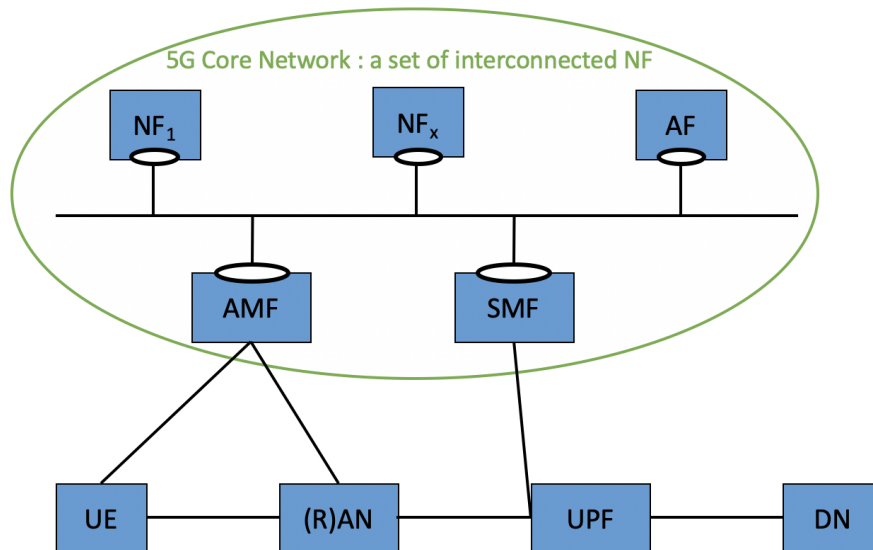 5G Core Network : a set of interconnected NF
NF₁
NFₓ
AF
AMF
SMF
UE
(R)AN
UPF
DN